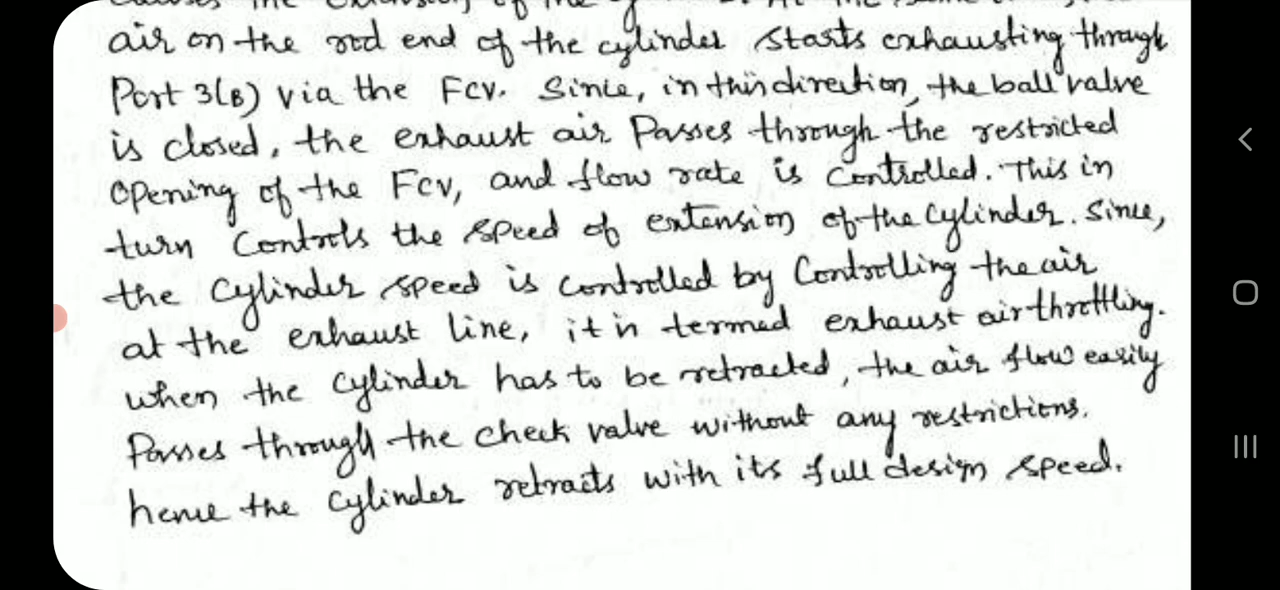 air on the rod end of the cylinder starts exhausting through
Port 3(B) via the FCV. Since, in this direction, the ball valve
is closed, the exhaust air Passes through the restricted
opening of the FCV, and flow rate is controlled. This in
turn Controls the speed of extension of the cylinder. Since,
the cylinder speed is controlled by Controlling the air
at the exhaust line, it is termed exhaust air throttling.
when the cylinder has to be retracted, the air flow easily
Passes through the check valve without any restrictions.
hence the cylinder retracts with its full design speed.